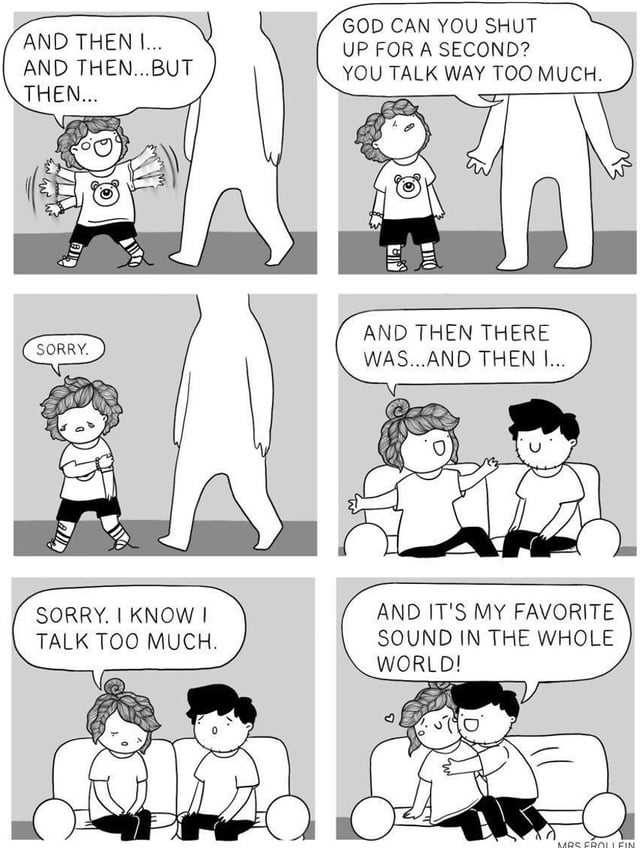 AND THEN I...
AND THEN...BUT
THEN...
GOD CAN YOU SHUT
UP FOR A SECOND?
YOU TALK WAY TOO MUCH.
SORRY.
AND THEN THERE
WAS...AND THEN I...
SORRY. I KNOW I
TALK TOO MUCH.
AND IT'S MY FAVORITE
SOUND IN THE WHOLE
WORLD!
MRS.FROLLEIN